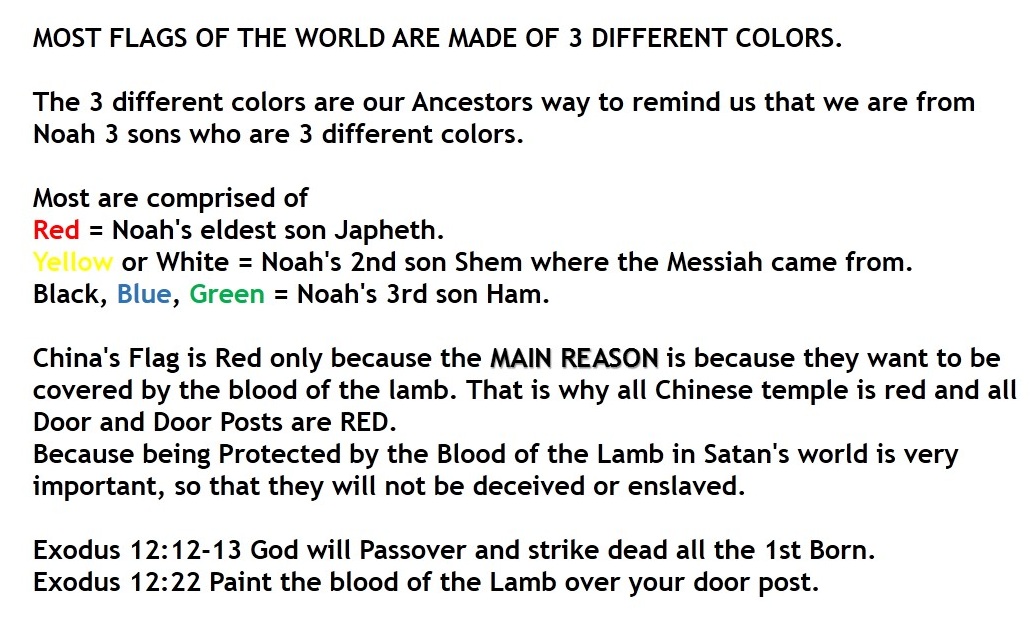 MOST FLAGS OF THE WORLD ARE MADE OF 3 DIFFERENT COLORS.
The 3 different colors are our Ancestors way to remind us that we are from
Noah 3 sons who are 3 different colors.
Most are comprised of
Red = Noah's eldest son Japheth.
Yellow or White = Noah's 2nd son Shem where the Messiah came from.
Black, Blue, Green = Noah's 3rd son Ham.
China's Flag is Red only because the MAIN REASON is because they want to be
covered by the blood of the lamb. That is why all Chinese temple is red and all
Door and Door Posts are RED.
Because being Protected by the Blood of the Lamb in Satan's world is very
important, so that they will not be deceived or enslaved.
Exodus 12:12-13 God will Passover and strike dead all the 1st Born.
Exodus 12:22 Paint the blood of the Lamb over your door post.